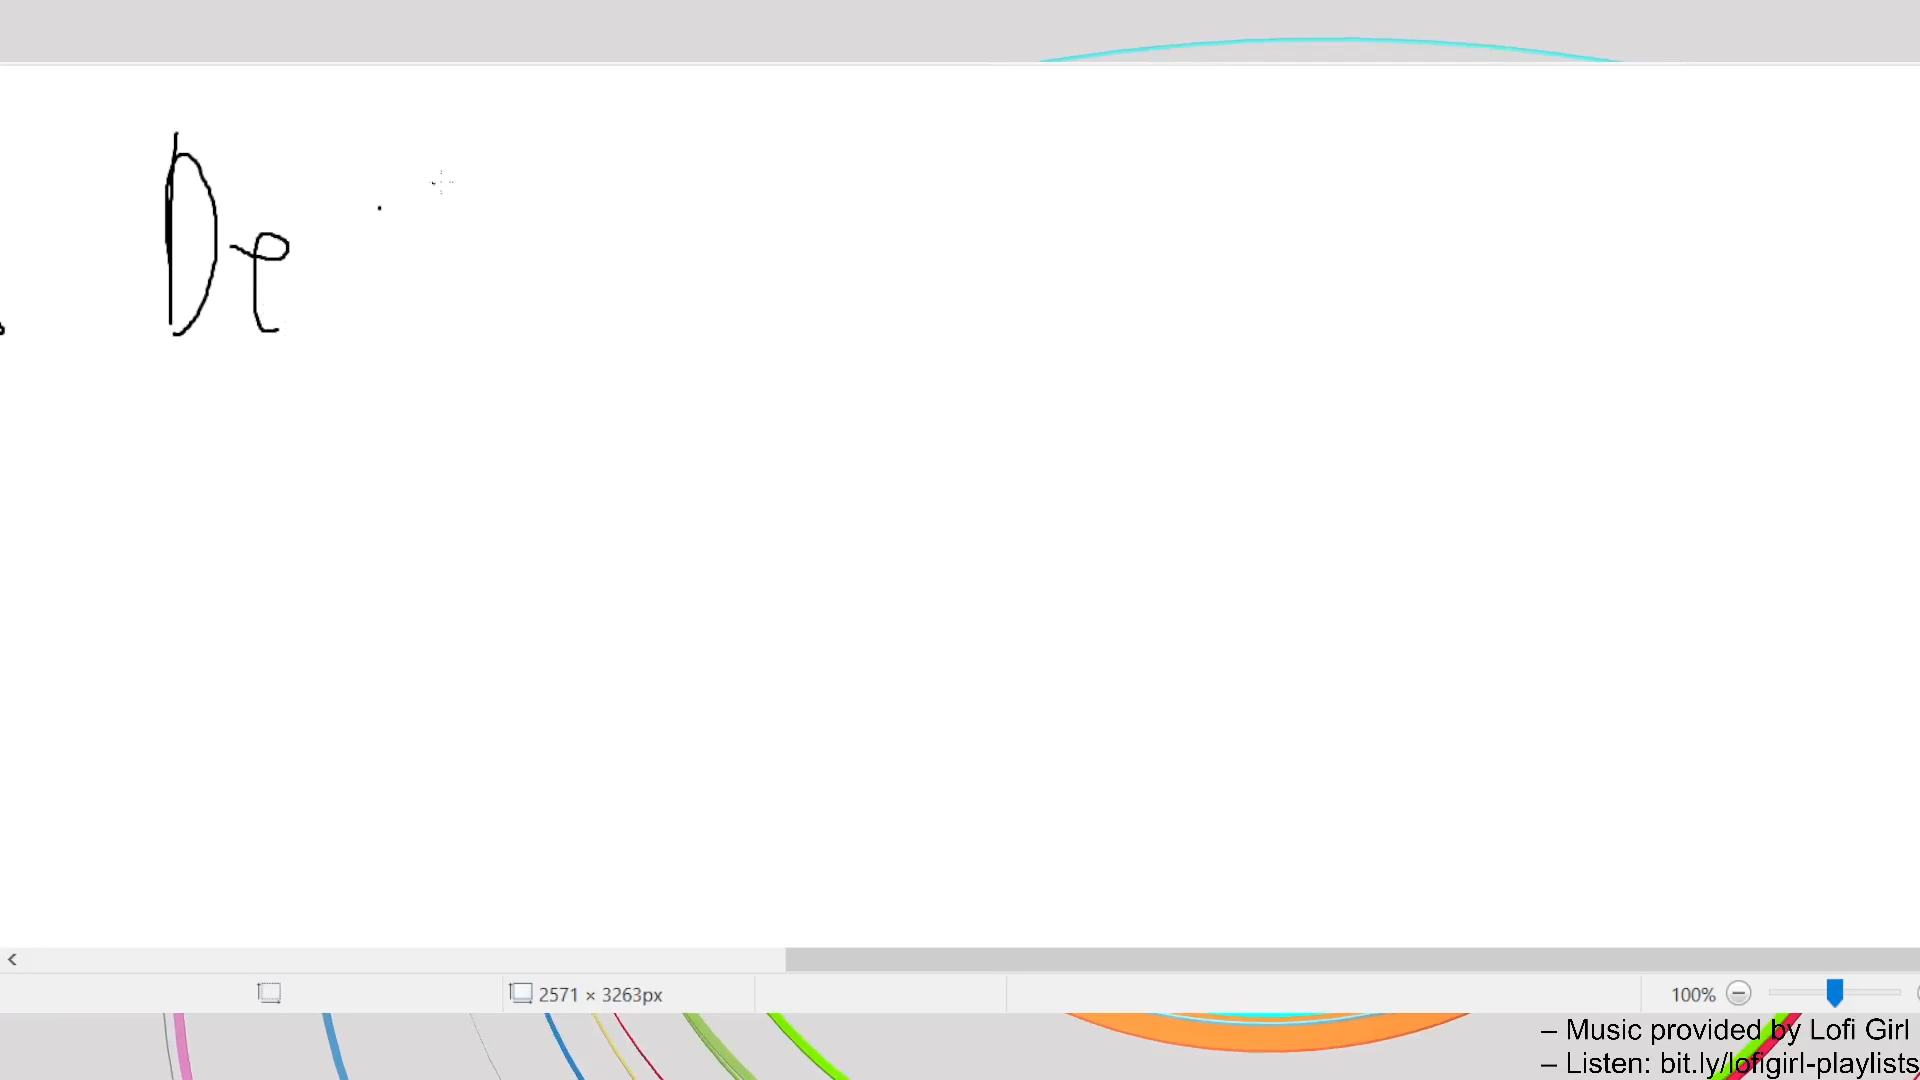 De
2571 × 3263px
100%
– Music provided by Lofi Girl
– Listen: bit.ly/lofigirl-playlists